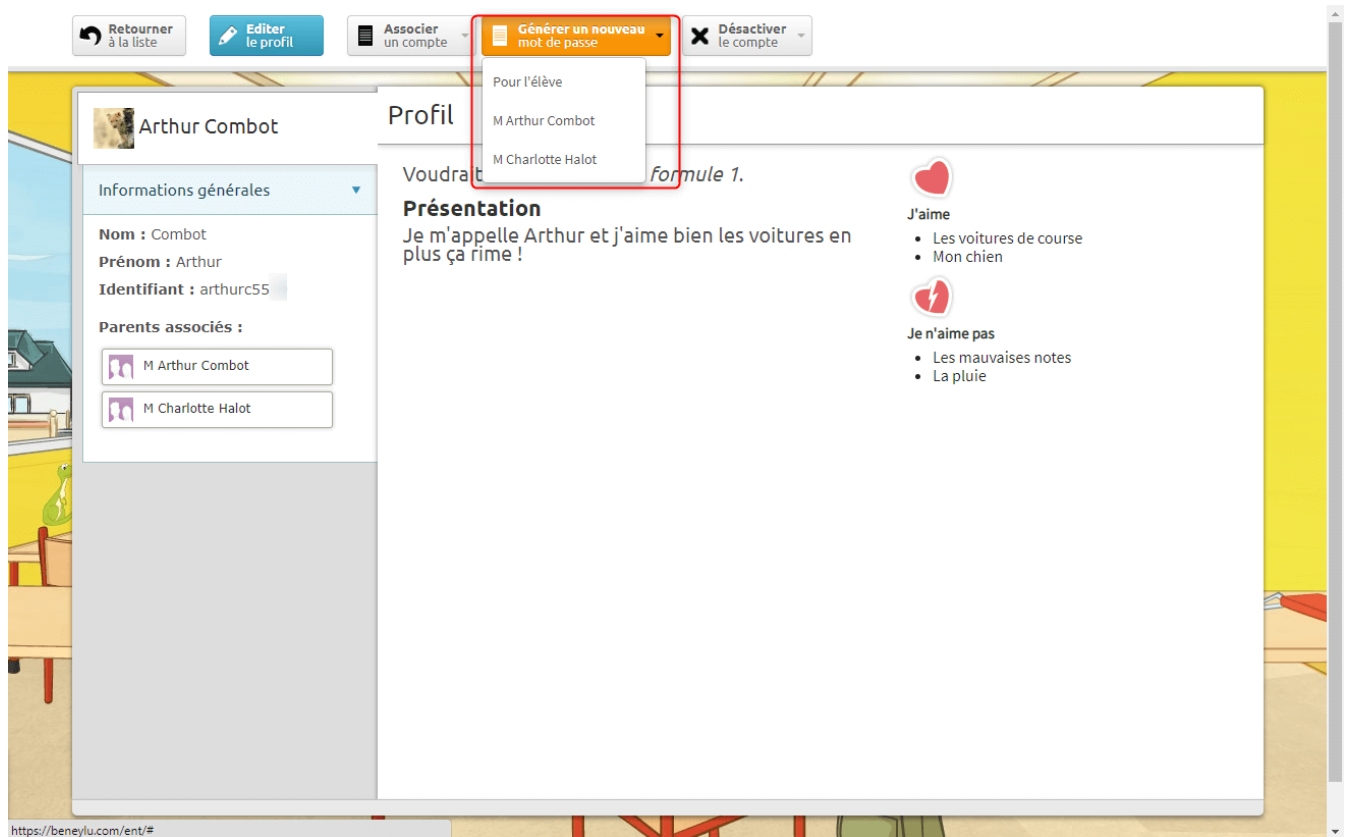 Retourner
à la liste
Editer
le profil
Associer
un compte
Générer un nouveau
mot de passe
Désactiver
le compte
Pour l'élève
M Arthur Combot
M Charlotte Halot
Arthur Combot
Informations générales
Nom : Combot
Prénom : Arthur
Identifiant : arthurc55
Parents associés :
M Arthur Combot
M Charlotte Halot
Profil
Voudrait formule 1.
Présentation
Je m'appelle Arthur et j'aime bien les voitures en
plus ça rime !
J'aime
• Les voitures de course
• Mon chien
Je n'aime pas
• Les mauvaises notes
• La pluie
https://beneylu.com/ent/#